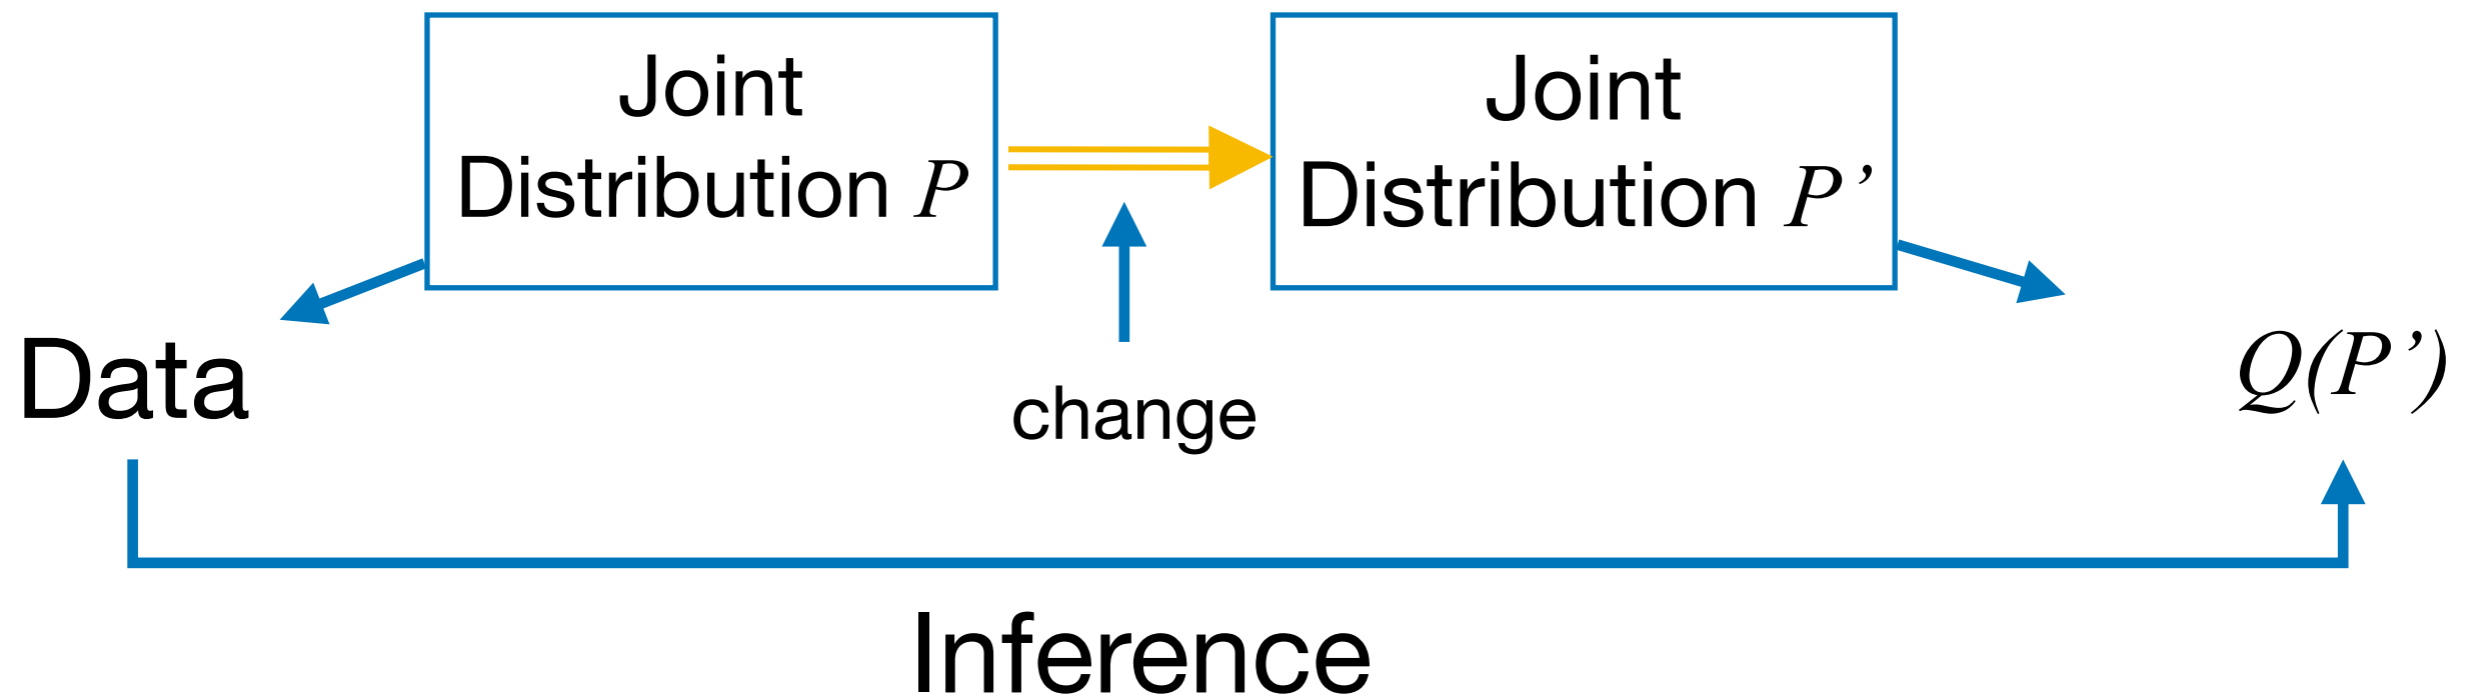 Joint
Distribution P
Joint
Distribution P’
Data
change
Q(P’)
Inference